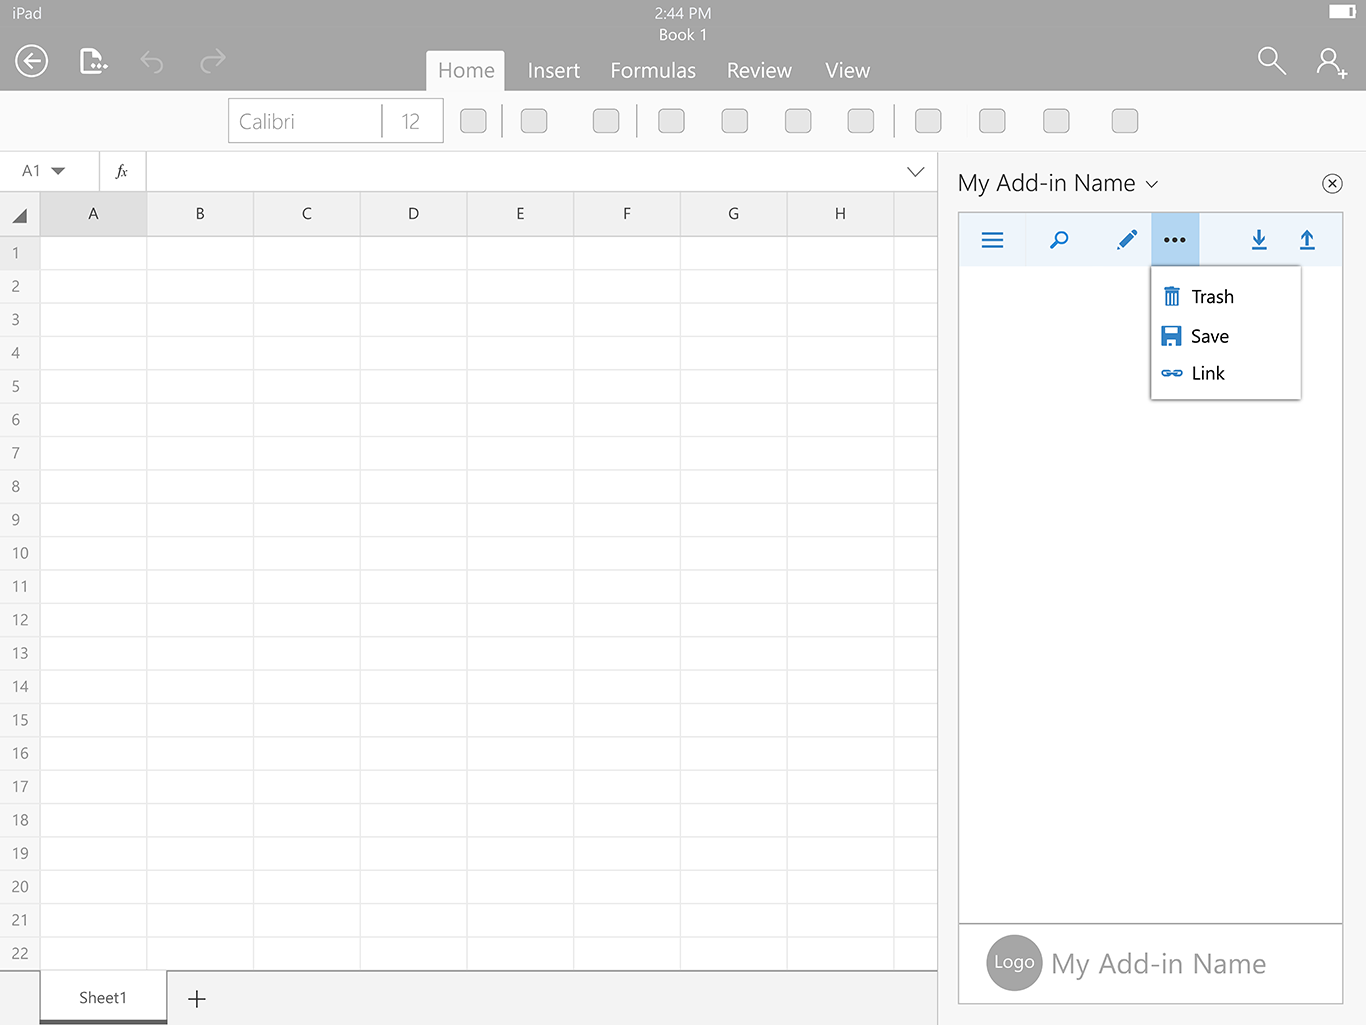 iPad
2:44 PM
Book 1
Home Insert Formulas Review View
Calibri 12
A1 fx
My Add-in Name
A B C D E F G H
1
2
3
4
5
6
7
8
9
10
11
12
13
14
15
16
17
18
19
20
21
22
Trash
Save
Link
Logo My Add-in Name
Sheet1